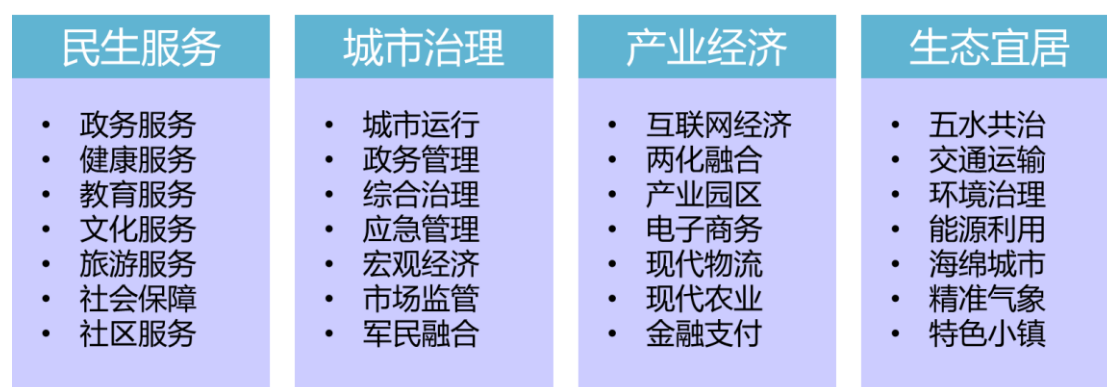 民生服务
• 政务服务
• 健康服务
• 教育服务
• 文化服务
• 旅游服务
• 社会保障
• 社区服务
城市治理
• 城市运行
• 政务管理
• 综合治理
• 应急管理
• 宏观经济
• 市场监管
• 军民融合
产业经济
• 互联网经济
• 两化融合
• 产业园区
• 电子商务
• 现代物流
• 现代农业
• 金融支付
生态宜居
• 五水共治
• 交通运输
• 环境治理
• 能源利用
• 海绵城市
• 精准气象
• 特色小镇